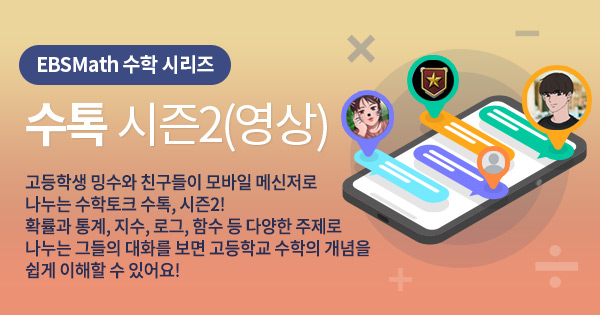 EBSMath 수학 시리즈
수톡 시즌2(영상)
고등학생 밍수와 친구들이 모바일 메신저로
나누는 수학토크 수톡, 시즌2!
확률과 통계, 지수, 로그, 함수 등 다양한 주제로
나누는 그들의 대화를 보면 고등학교 수학의 개념을
쉽게 이해할 수 있어요!